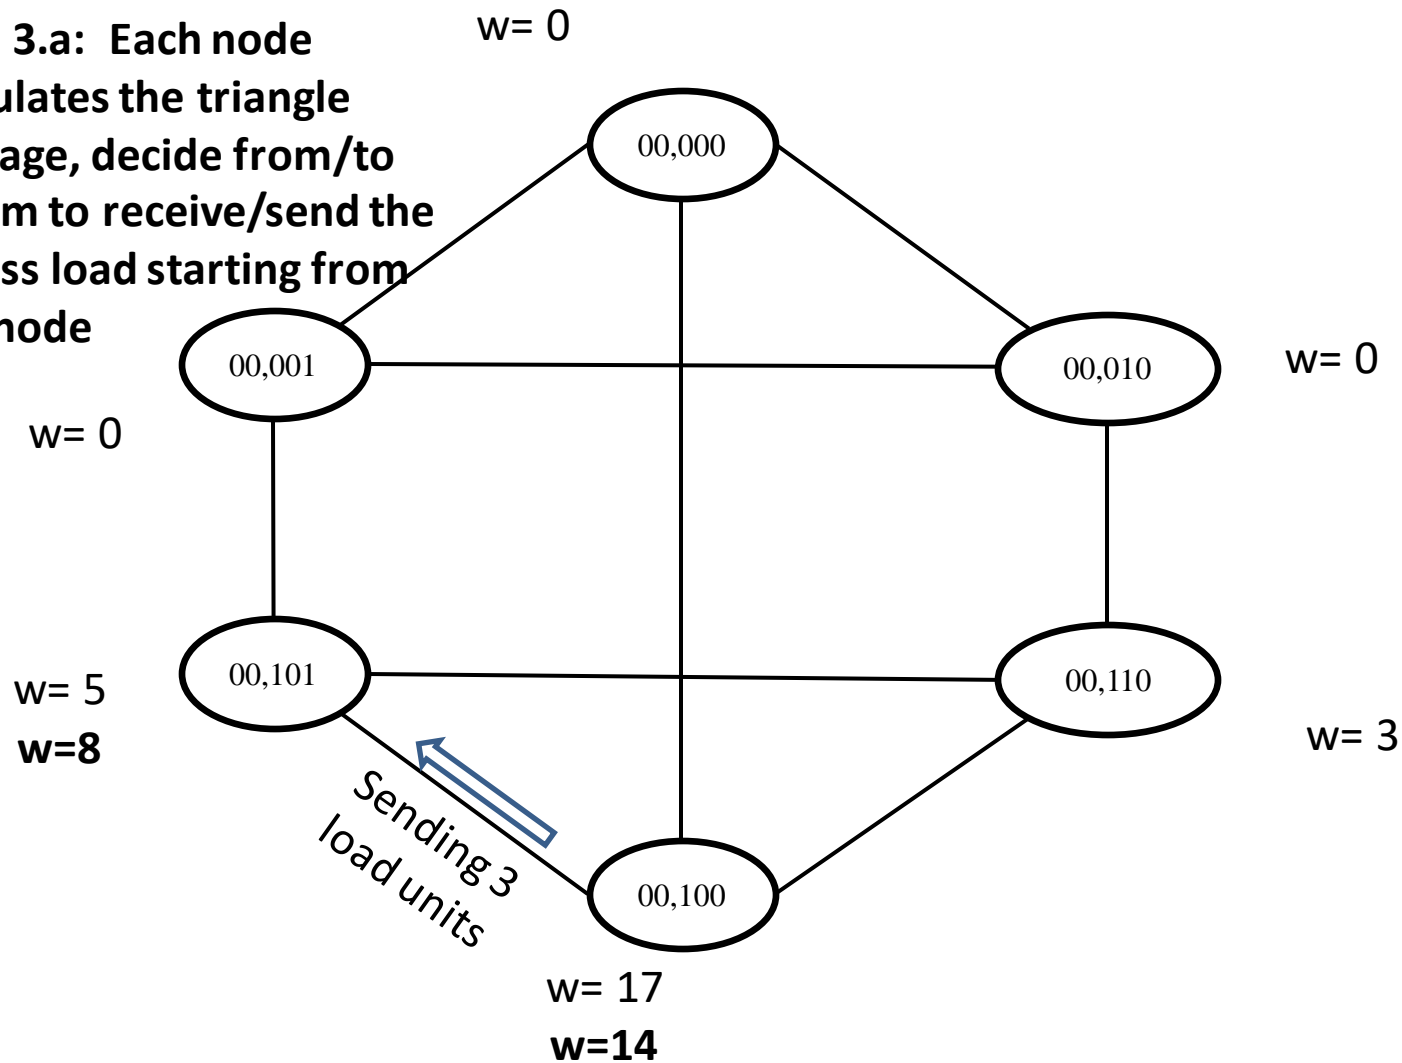 3.a: Each node
ulates the triangle
age, decide from/to
m to receive/send the
ss load starting from
node
w= 0
00,000
00,001
00,010
w= 0
w= 0
00,101
00,110
w= 5
w=8
w= 3
Sending 3
load units
00,100
w= 17
w=14